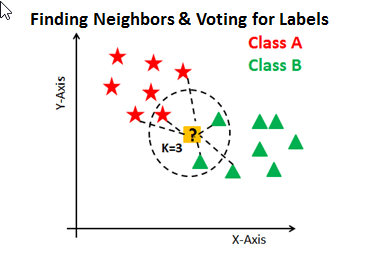 Finding Neighbors & Voting for Labels
Class A
Class B
Y-Axis
?
K=3
X-Axis